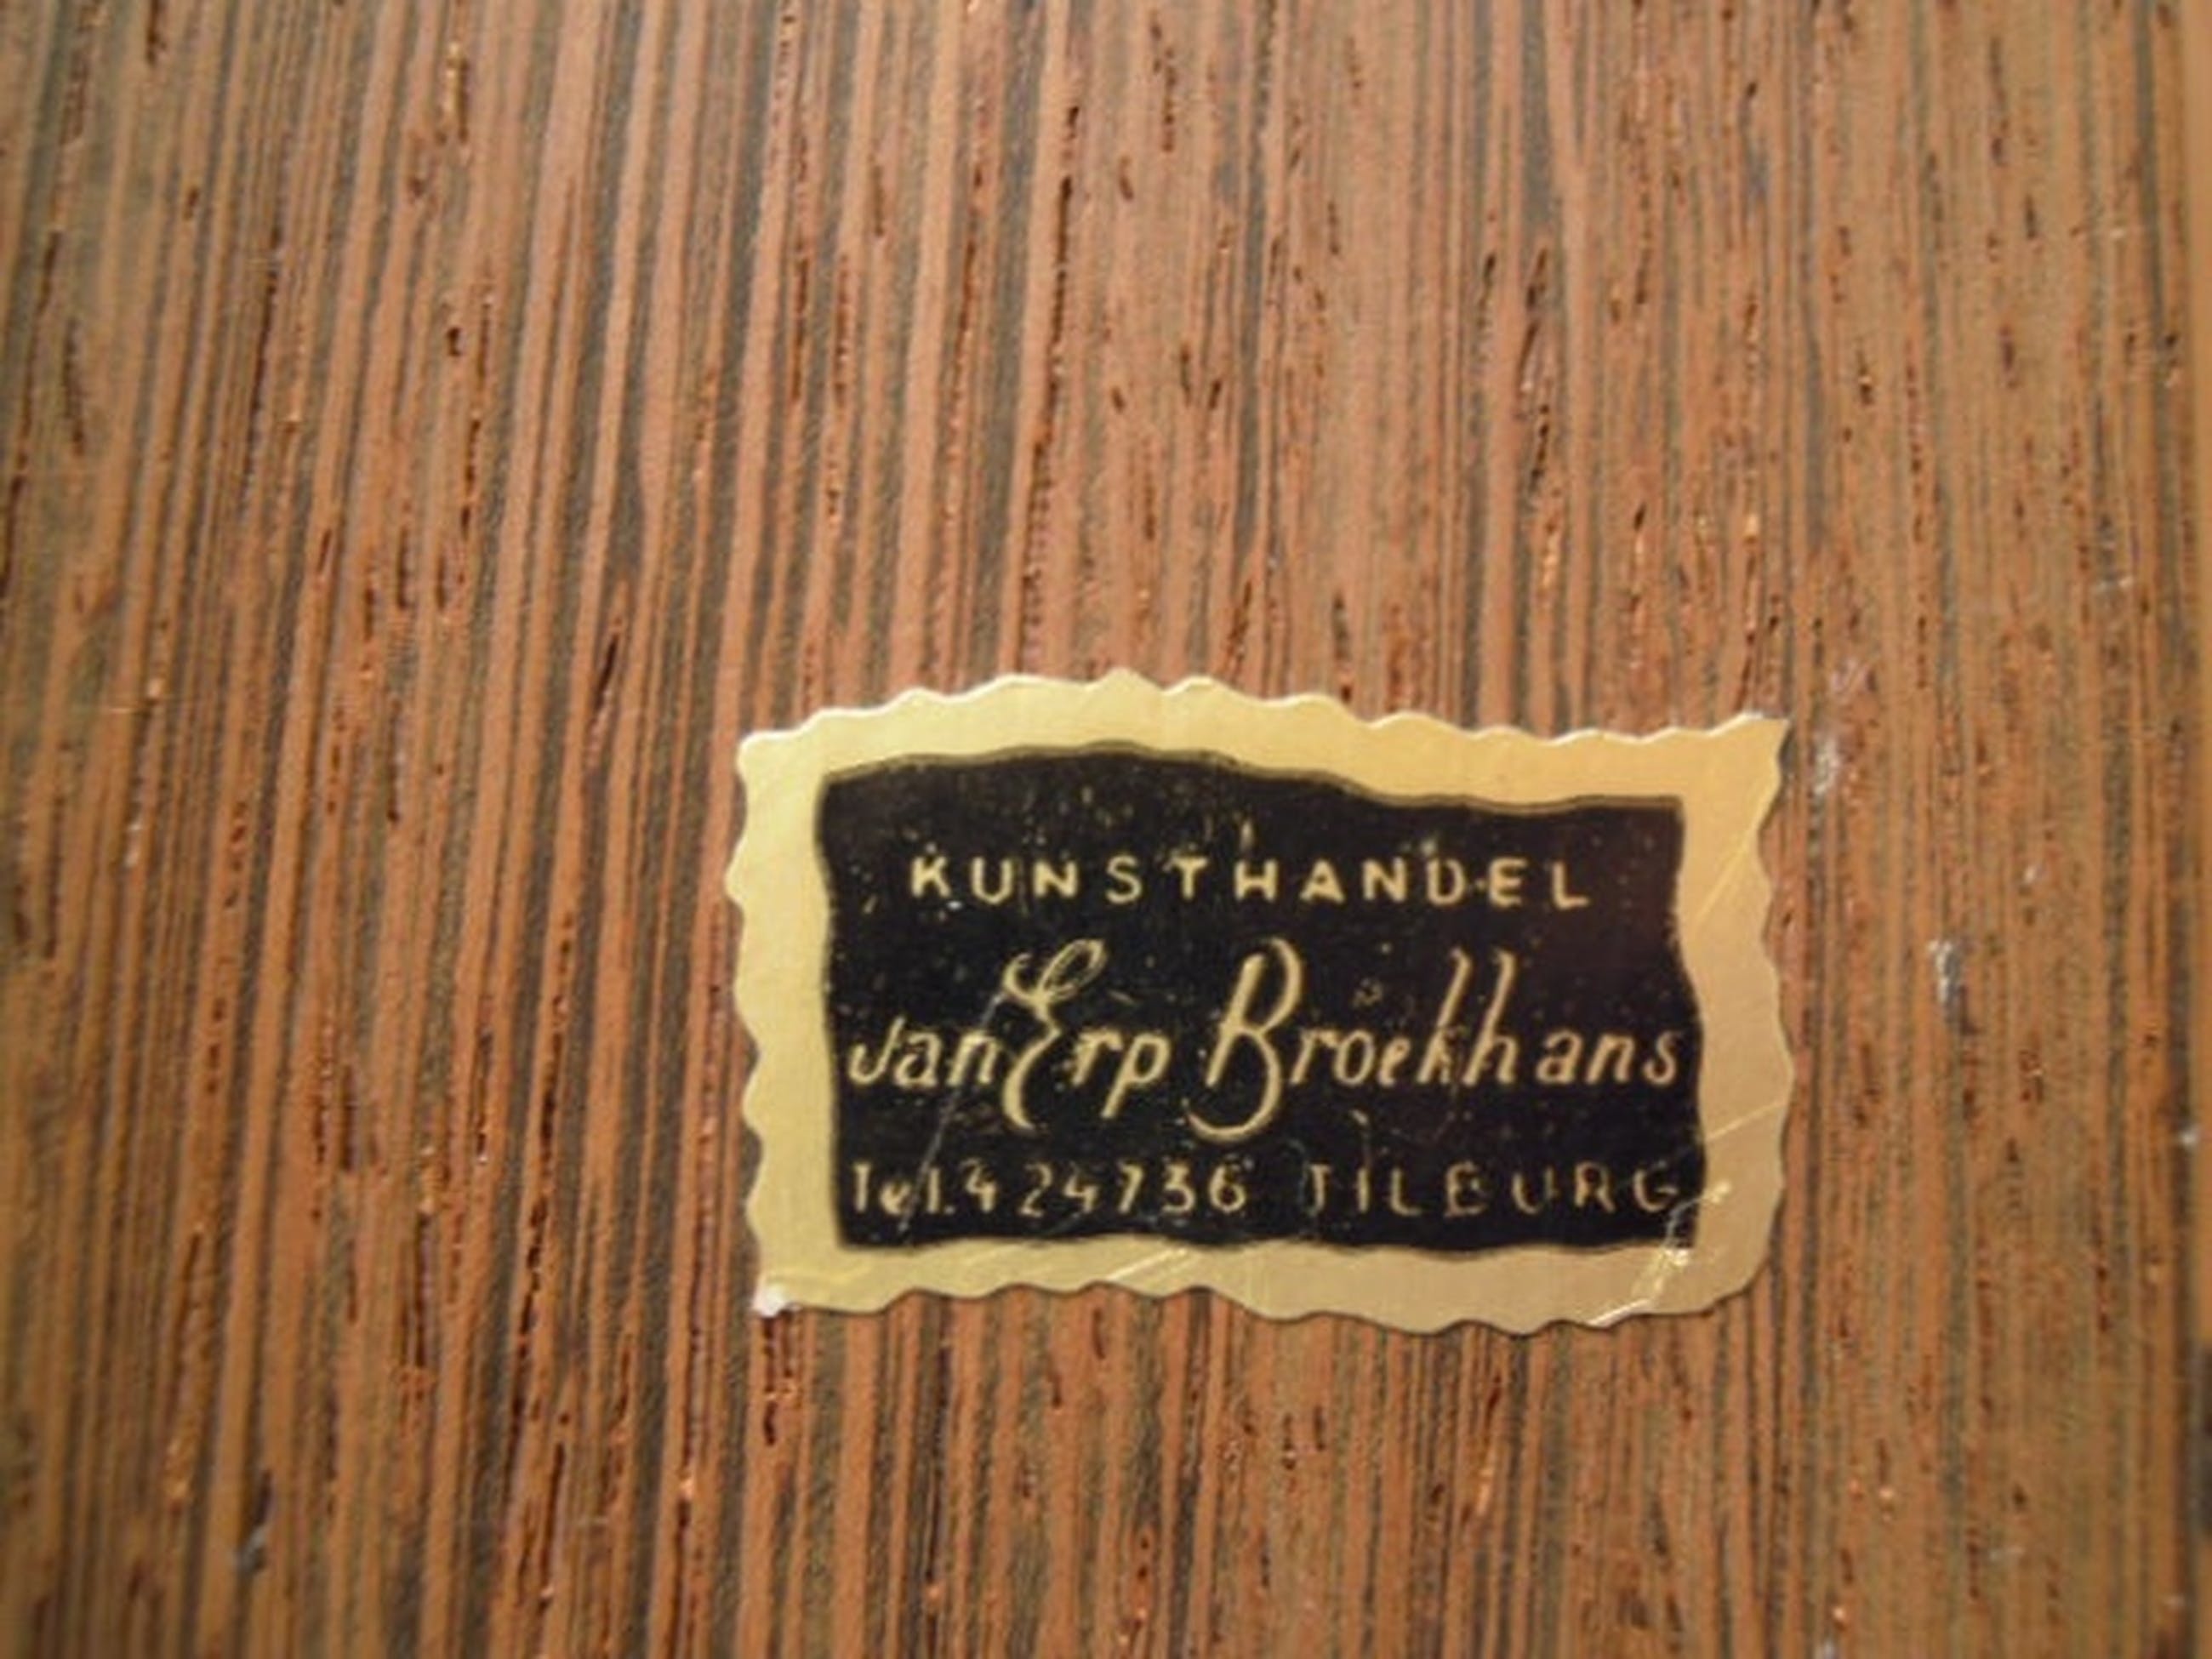 KUNSTHANDEL
van Erp Broekhans
Tel. 424736 TILBURG